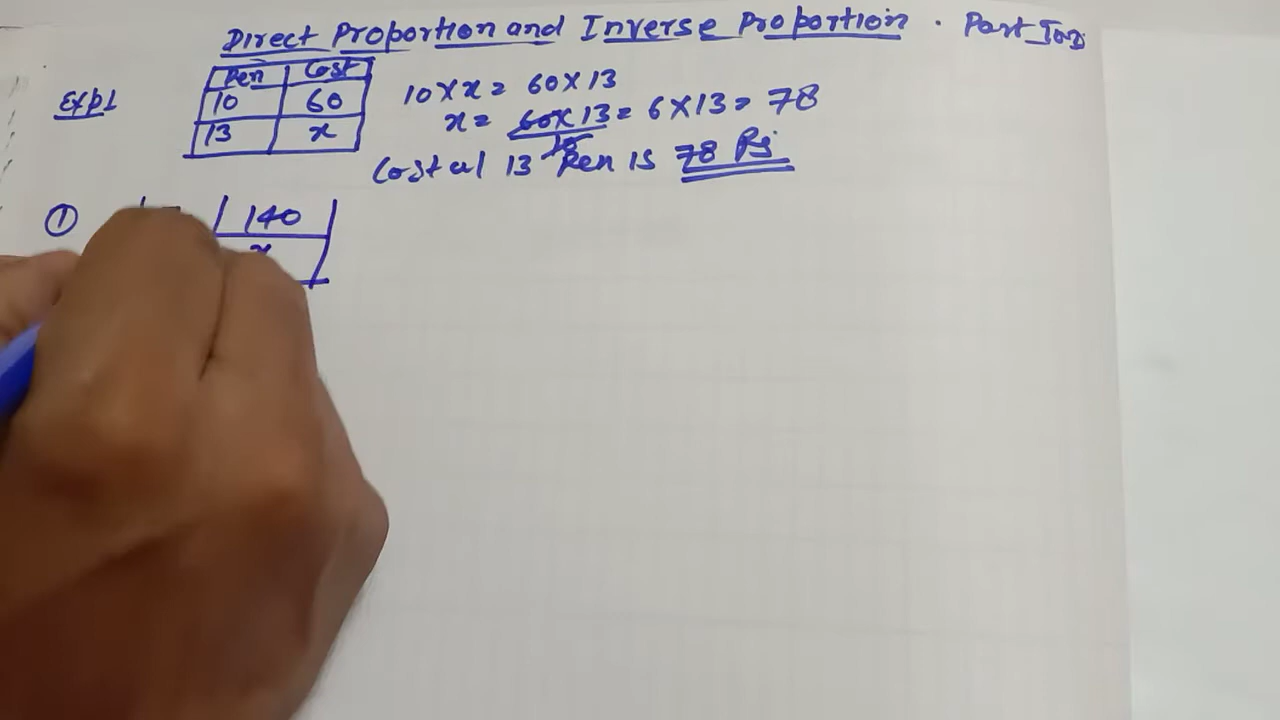 Direct Proportion and Inverse Proportion . Part
Exp1
Pen Cost
10 60
13 x
10 X x = 60 X 13
x = 60 X 13 = 6 X 13 = 78
10
Cost of 13 Pen is 78 Rs
① 140
x